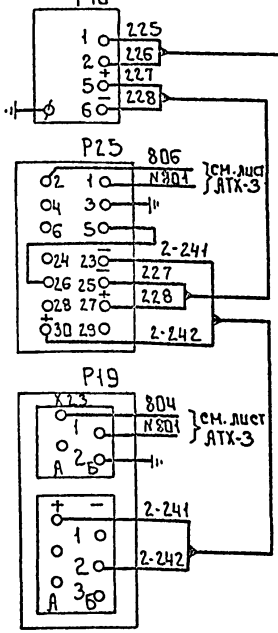 1 225
2 226
5 + 227
6 – 228
P25
2 1 806
N801
} см. лист
АТХ-3
4 3
6 5
24 23 – 2-241
26 25 – 227
28 27 + 228
+ 30 29 2-242
P19
X23 804
1 N801
} см. лист
АТХ-3
А 2 Б
+ – 2-241
1
2 2-242
А 3 Б